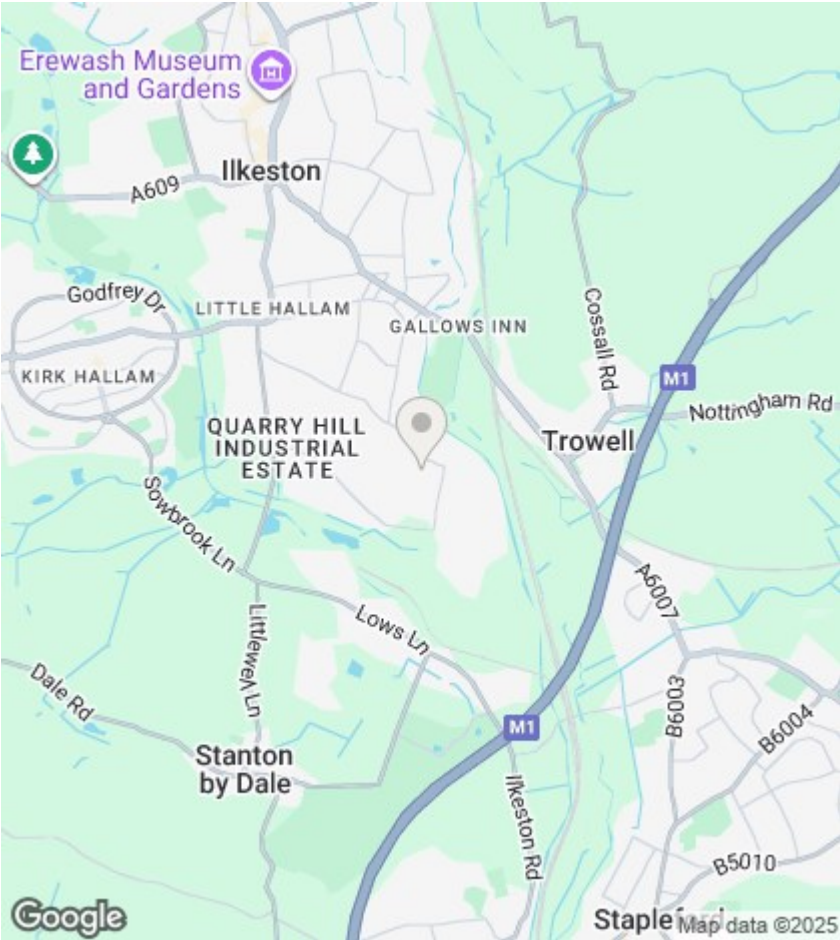 Erewash Museum
and Gardens
Ilkeston
A609
Godfrey Dr
LITTLE HALLAM
GALLOWS INN
Cossall Rd
KIRK HALLAM
M1
Nottingham Rd
QUARRY HILL
INDUSTRIAL
ESTATE
Trowell
Sowbrook Ln
A6007
Littlewell Ln
Lows Ln
Dale Rd
B6003
M1
B6004
Stanton
by Dale
Ilkeston Rd
B5010
Google
Stapleford
Map data ©2025